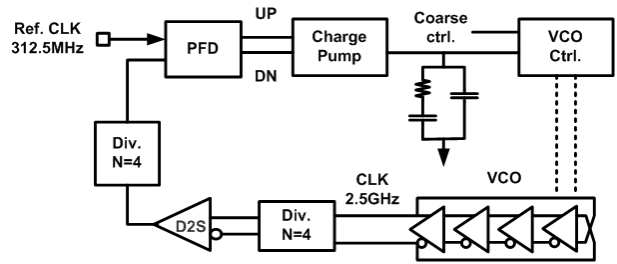 Ref. CLK
312.5MHz
PFD
UP
DN
Charge
Pump
Coarse
ctrl.
VCO
Ctrl.
Div.
N=4
D2S
Div.
N=4
CLK
2.5GHz
VCO